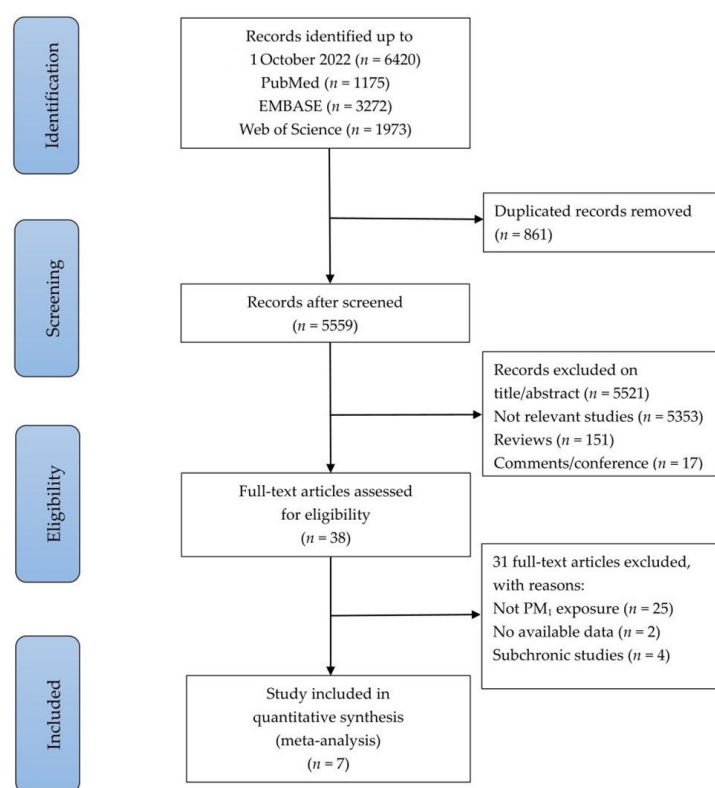 Identification
Records identified up to
1 October 2022 (n = 6420)
PubMed (n = 1175)
EMBASE (n = 3272)
Web of Science (n = 1973)
Duplicated records removed
(n = 861)
Screening
Records after screened
(n = 5559)
Records excluded on
title/abstract (n = 5521)
Not relevant studies (n = 5353)
Reviews (n = 151)
Comments/conference (n = 17)
Eligibility
Full-text articles assessed
for eligibility
(n = 38)
31 full-text articles excluded,
with reasons:
Not PM₁ exposure (n = 25)
No available data (n = 2)
Subchronic studies (n = 4)
Included
Study included in
quantitative synthesis
(meta-analysis)
(n = 7)